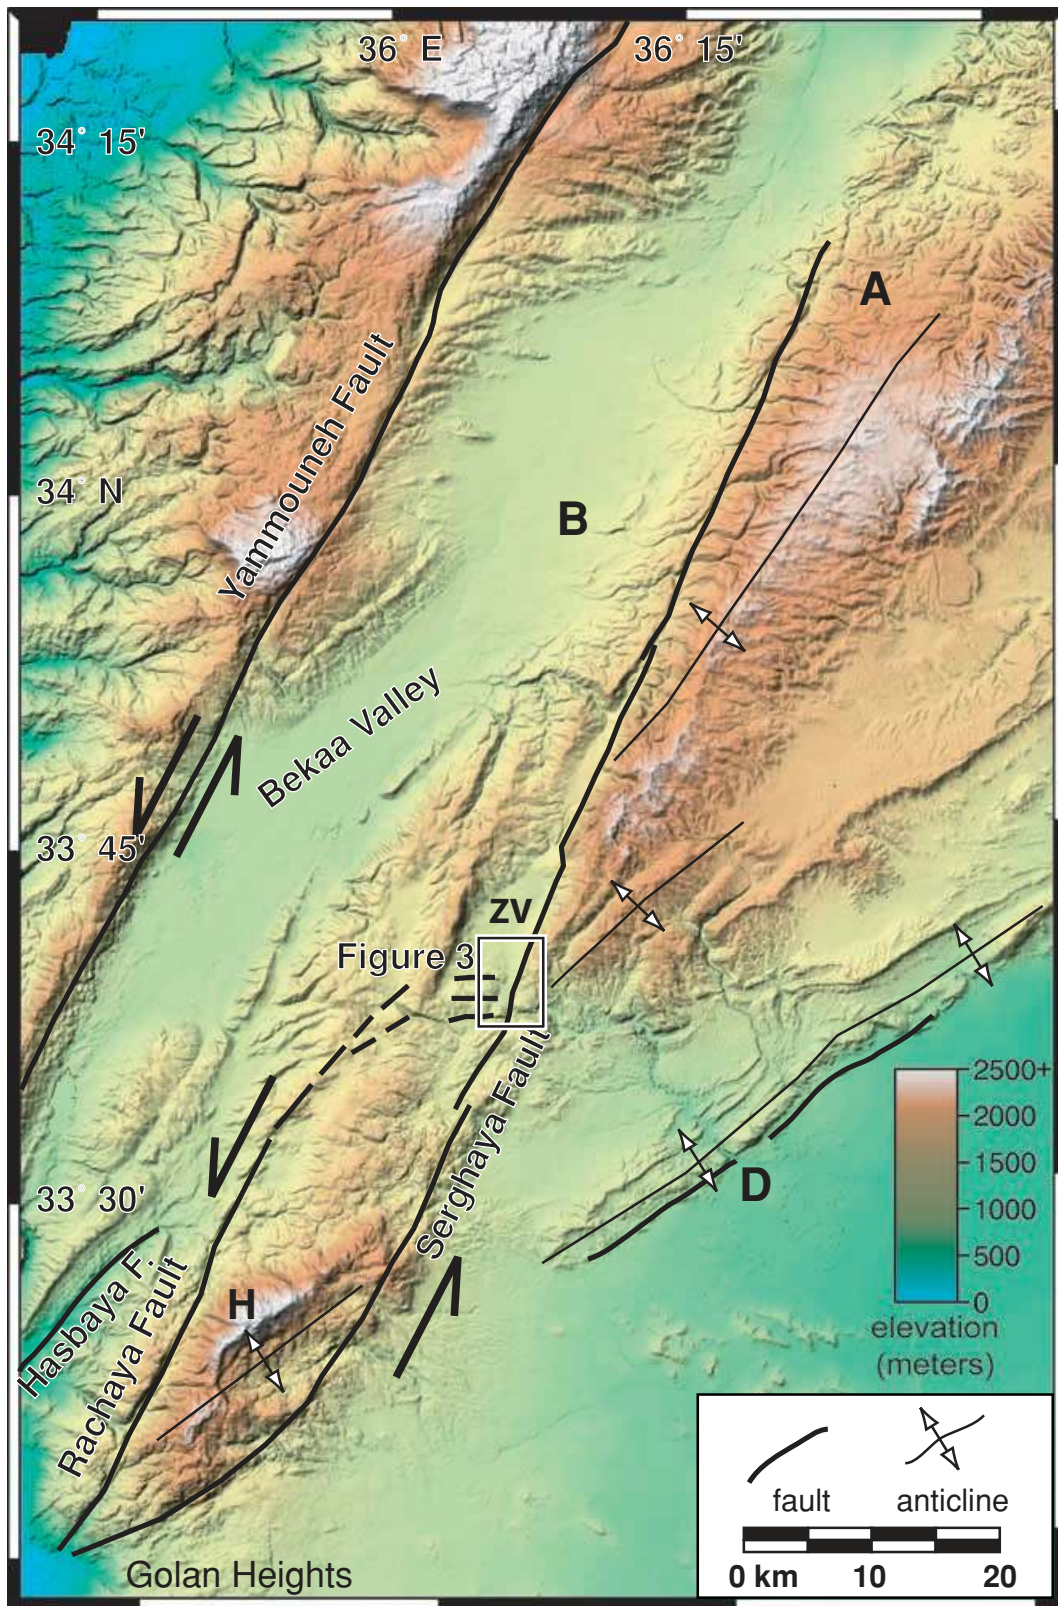 36° E
36° 15'
34° 15'
A
Yammouneh Fault
34° N
B
Bekaa Valley
33° 45'
ZV
Figure 3
Serghaya Fault
2500+
2000
1500
1000
500
0
elevation
(meters)
D
33° 30'
Hasbaya F.
Rachaya Fault
H
fault
anticline
0 km 10 20
Golan Heights